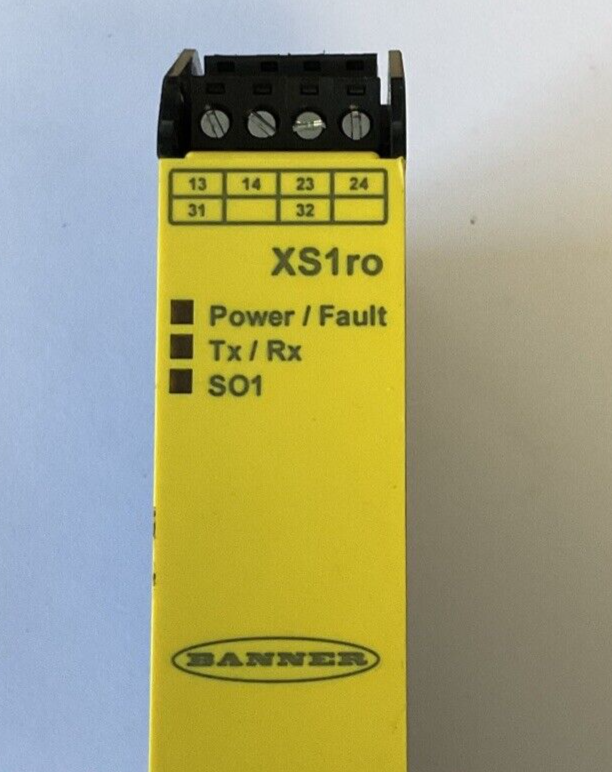 13 14 23 24
31 32
XS1ro
Power / Fault
Tx / Rx
SO1
BANNER